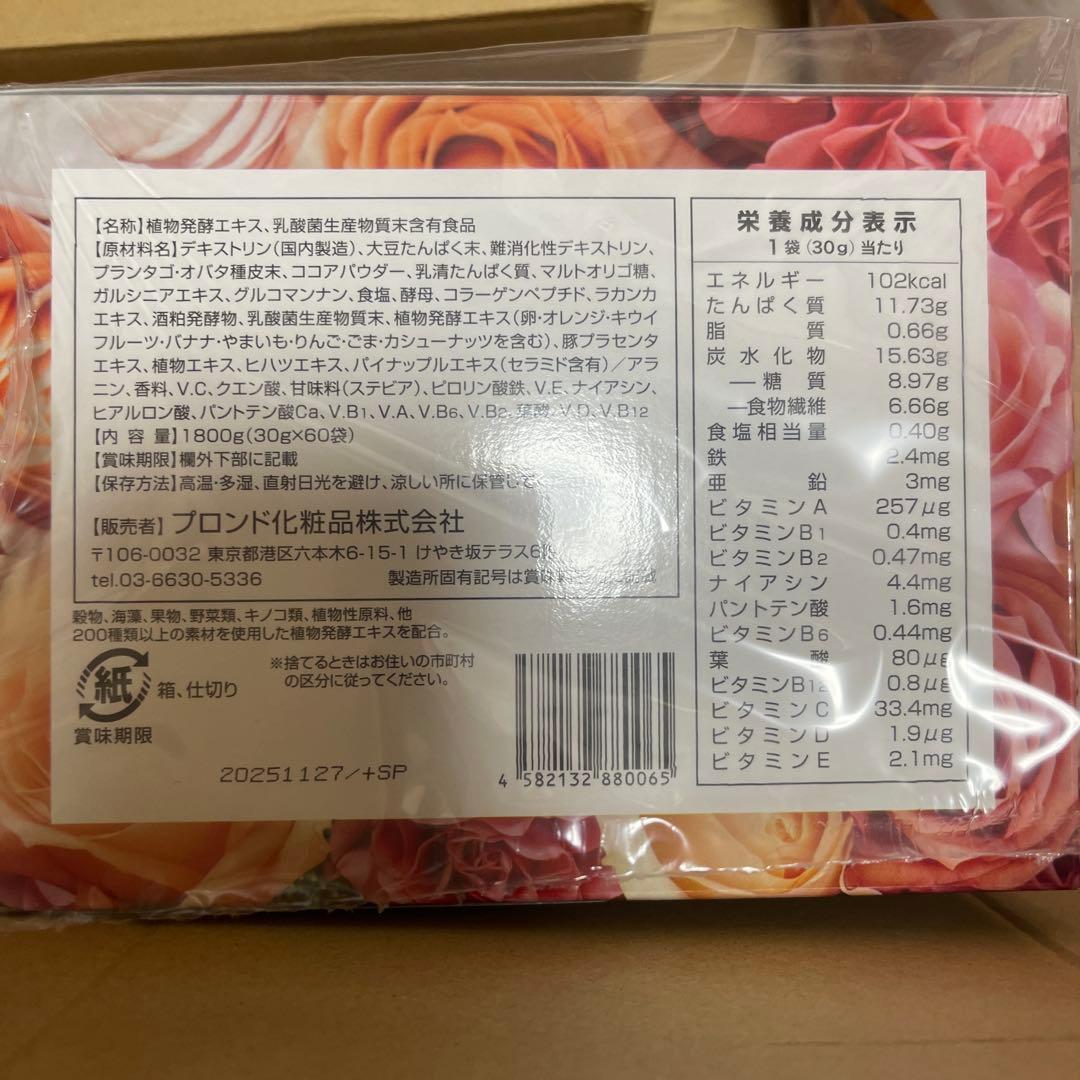 【名称】植物発酵エキス、乳酸菌生産物質末含有食品
【原材料名】デキストリン(国内製造)、大豆たんぱく末、難消化性デキストリン、
プランタゴ・オバタ種皮末、ココアパウダー、乳清たんぱく質、マルトオリゴ糖、
ガルシニアエキス、グルコマンナン、食塩、酵母、コラーゲンペプチド、ラカンカ
エキス、酒粕発酵物、乳酸菌生産物質末、植物発酵エキス(卵・オレンジ・キウイ
フルーツ・バナナ・やまいも・りんご・ごま・カシューナッツを含む)、豚プラセンタ
エキス、植物エキス、ヒハツエキス、パイナップルエキス(セラミド含有)/アラ
ニン、香料、V.C、クエン酸、甘味料(ステビア)、ピロリン酸鉄、V.E、ナイアシン、
ヒアルロン酸、パントテン酸Ca、V.B1、V.A、V.B6、V.B2、葉酸、V.D、V.B12
【内 容 量】1800g(30g×60袋)
【賞味期限】欄外下部に記載
【保存方法】高温・多湿、直射日光を避け、涼しい所に保管して
【販売者】 ブロンド化粧品株式会社
〒106-0032 東京都港区六本木6-15-1 けやき坂テラス6
tel.03-6630-5336 製造所固有記号は賞味
穀物、海藻、果物、野菜類、キノコ類、植物性原料、他
200種類以上の素材を使用した植物発酵エキスを配合。
紙 箱、仕切り
※捨てるときはお住いの市町村
の区分に従ってください。
賞味期限
20251127/+SP
4 582132 880065
栄養成分表示
1袋(30g)当たり
エネルギー 102kcal
たんぱく質 11.73g
脂質 0.66g
炭水化物 15.63g
―糖質 8.97g
―食物繊維 6.66g
食塩相当量 0.40g
鉄 2.4mg
亜鉛 3mg
ビタミンA 257μg
ビタミンB1 0.4mg
ビタミンB2 0.47mg
ナイアシン 4.4mg
パントテン酸 1.6mg
ビタミンB6 0.44mg
葉酸 80μg
ビタミンB12 0.8μg
ビタミンC 33.4mg
ビタミンD 1.9μg
ビタミンE 2.1mg